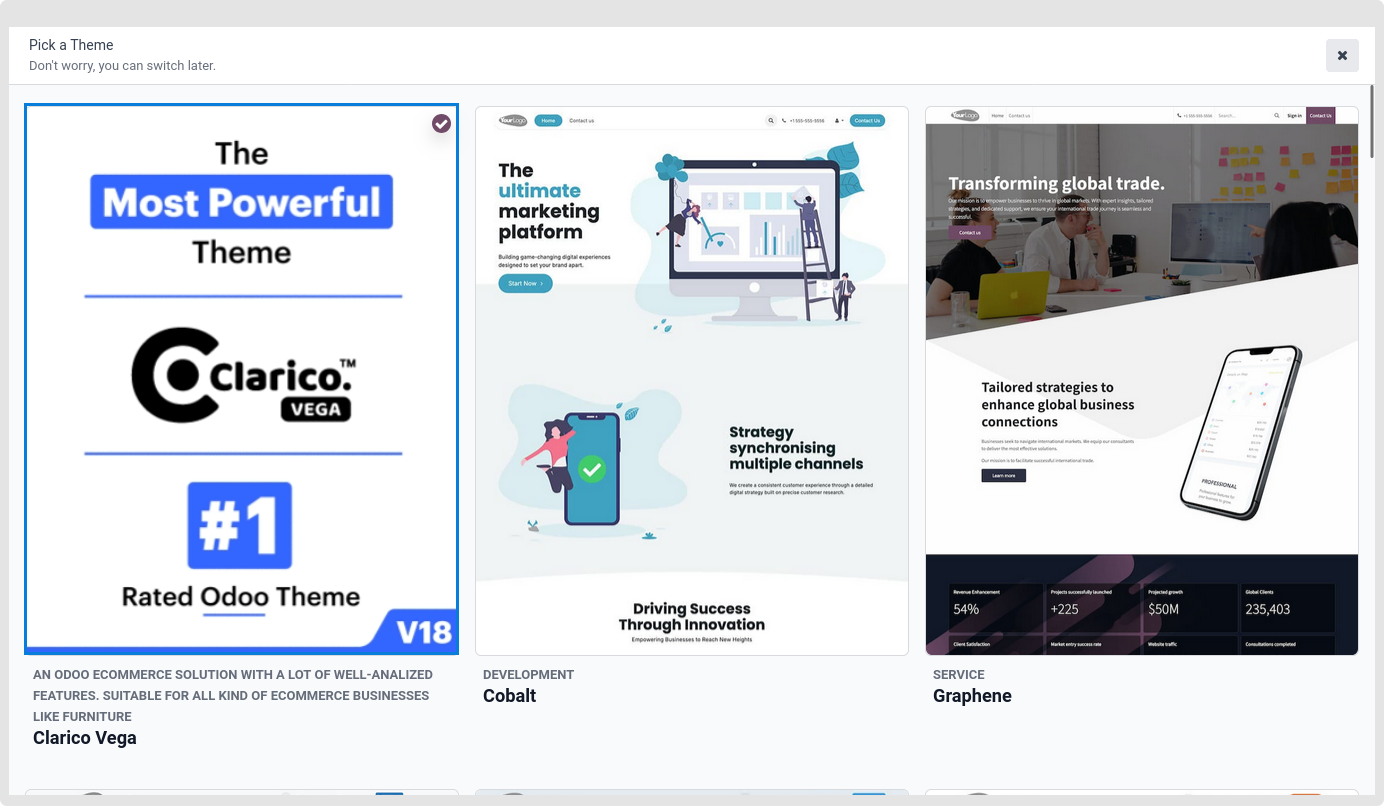 Pick a Theme
Don't worry, you can switch later.
The
Most Powerful
Theme
Clarico.™
VEGA
#1
Rated Odoo Theme
V18
AN ODOO ECOMMERCE SOLUTION WITH A LOT OF WELL-ANALIZED
FEATURES. SUITABLE FOR ALL KIND OF ECOMMERCE BUSINESSES
LIKE FURNITURE
Clarico Vega
YourLogo Home Contact us +1 555-555-5556 Contact Us
The
ultimate
marketing
platform
Building game-changing digital experiences
designed to set your brand apart.
Start Now
Strategy
synchronising
multiple channels
We create a consistent customer experience through a detailed
digital strategy built on precise customer research.
Driving Success
Through Innovation
Empowering Businesses to Reach New Heights
DEVELOPMENT
Cobalt
YourLogo Home Contact us +1 555-555-5556 Search... Sign in Contact Us
Transforming global trade.
Our mission is to empower businesses to thrive in global markets. With expert insights, tailored
strategies, and dedicated support, we ensure your international trade journey is seamless and
successful.
Contact us
Tailored strategies to
enhance global business
connections
Businesses seek to navigate international markets. We equip our consultants
to deliver the most effective solutions.
Our mission is to facilitate successful international trade.
Learn more
PROFESSIONAL
Professional features for
your business to grow
Revenue Enhancement Projects successfully launched Projected growth Global Clients
54% +225 $50M 235,403
Client Satisfaction Market entry success rate Website traffic Consultations completed
SERVICE
Graphene